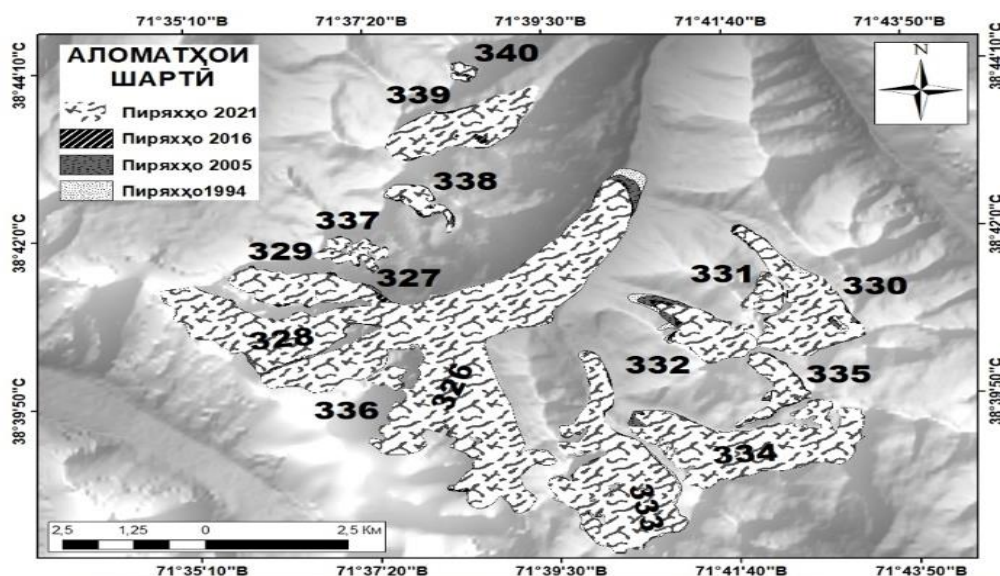 71°35'10"В 71°37'20"В 71°39'30"В 71°41'40"В 71°43'50"В
38°44'10"С
38°42'0"С
38°39'50"С
АЛОМАТҲОИ
ШАРТӢ
Пиряхҳо 2021
Пиряхҳо 2016
Пиряхҳо 2005
Пиряхҳо1994
N
340
339
338
337
329
327
331
330
328
332
335
326
336
334
333
2,5 1,25 0 2,5 Км
38°44'10"С
38°42'0"С
38°39'50"С
71°35'10"В 71°37'20"В 71°39'30"В 71°41'40"В 71°43'50"В